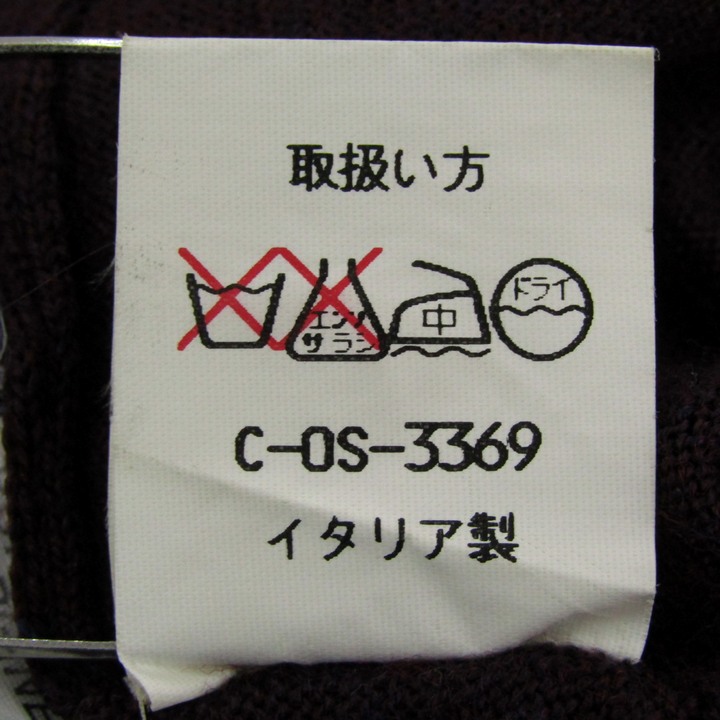 取扱い方
エンソ
サラシ
中
ドライ
C-OS-3369
イタリア製